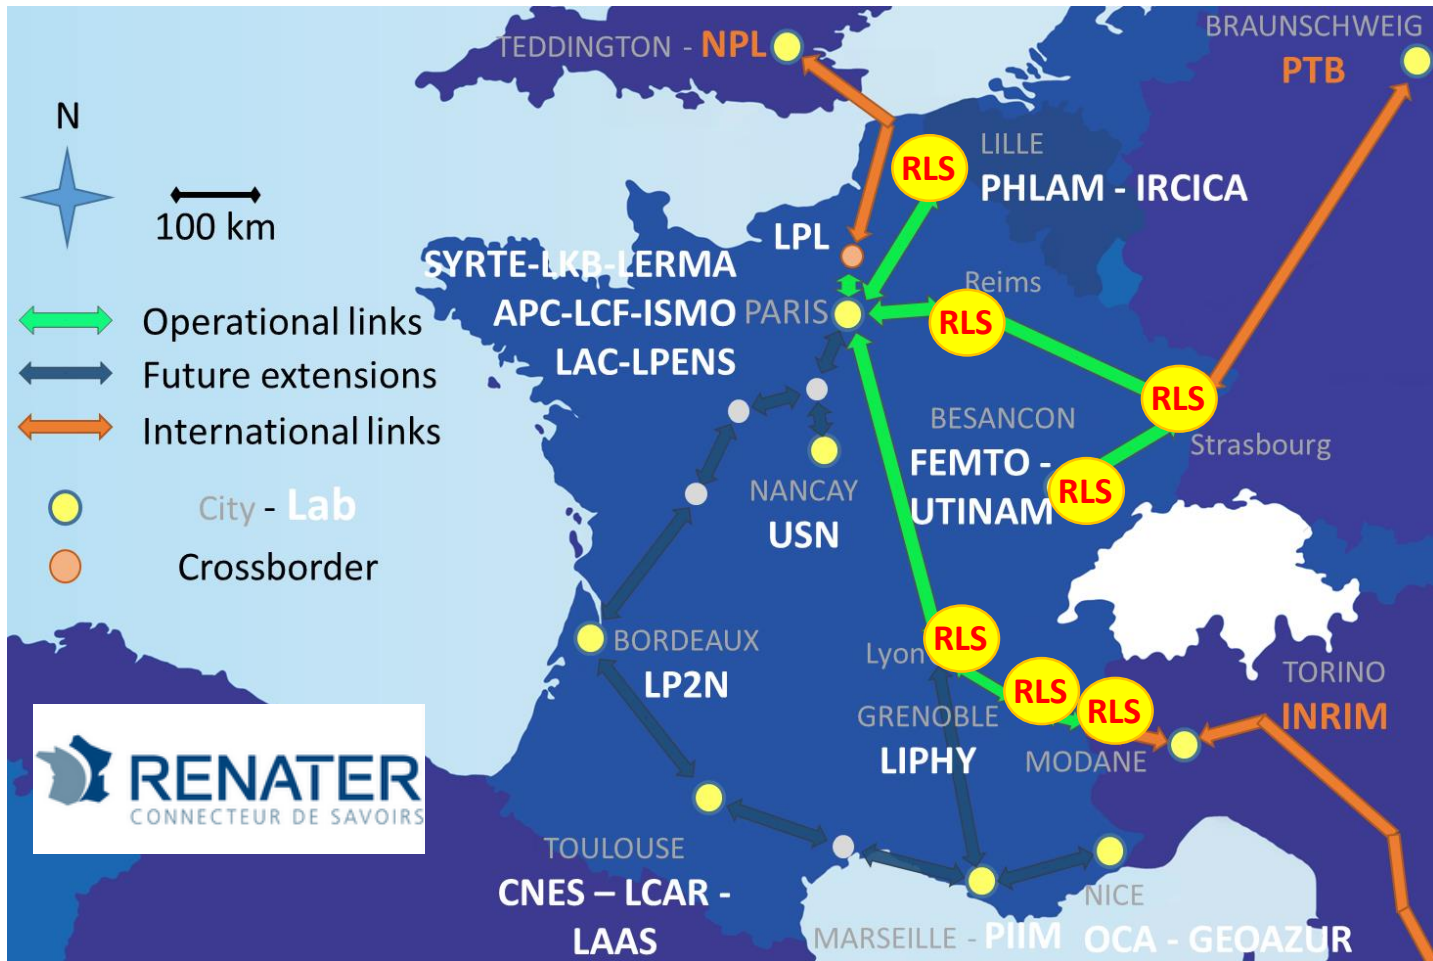 TEDDINGTON - NPL
BRAUNSCHWEIG
PTB
N
100 km
RLS
LILLE
PHLAM - IRCICA
LPL
SYRTE-LKB-LERMA
APC-LCF-ISMO
LAC-LPENS
PARIS
Reims
RLS
Operational links
Future extensions
International links
City - Lab
Crossborder
RLS
Strasbourg
BESANCON
FEMTO -
UTINAM
RLS
NANCAY
USN
BORDEAUX
LP2N
Lyon
RLS
RLS
RLS
GRENOBLE
LIPHY
MODANE
TORINO
INRIM
RENATER
CONNECTEUR DE SAVOIRS
TOULOUSE
CNES – LCAR -
LAAS
MARSEILLE - PIIM
NICE
OCA - GEOAZUR